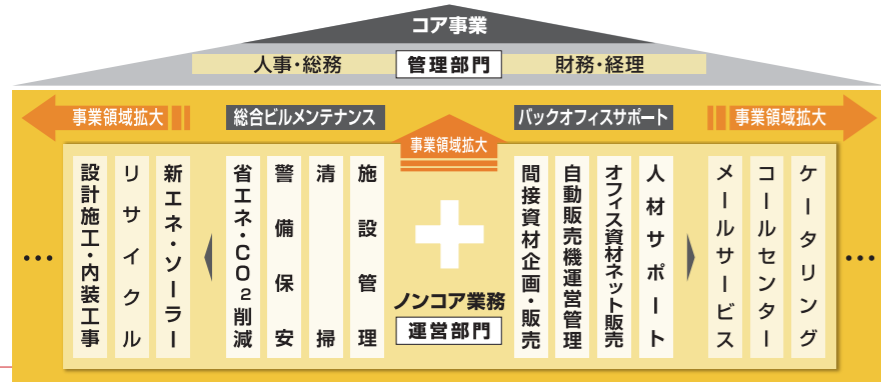 コア事業
人事・総務
管理部門
財務・経理
事業領域拡大
総合ビルメンテナンス
事業領域拡大
バックオフィスサポート
事業領域拡大
…
設計施工・内装工事
リサイクル
新エネ・ソーラー
省エネ・CO2削減
警備保安
清掃
施設管理
ノンコア業務
運営部門
間接資材企画・販売
自動販売機運営管理
オフィス資材ネット販売
人材サポート
メールサービス
コールセンター
ケータリング
…